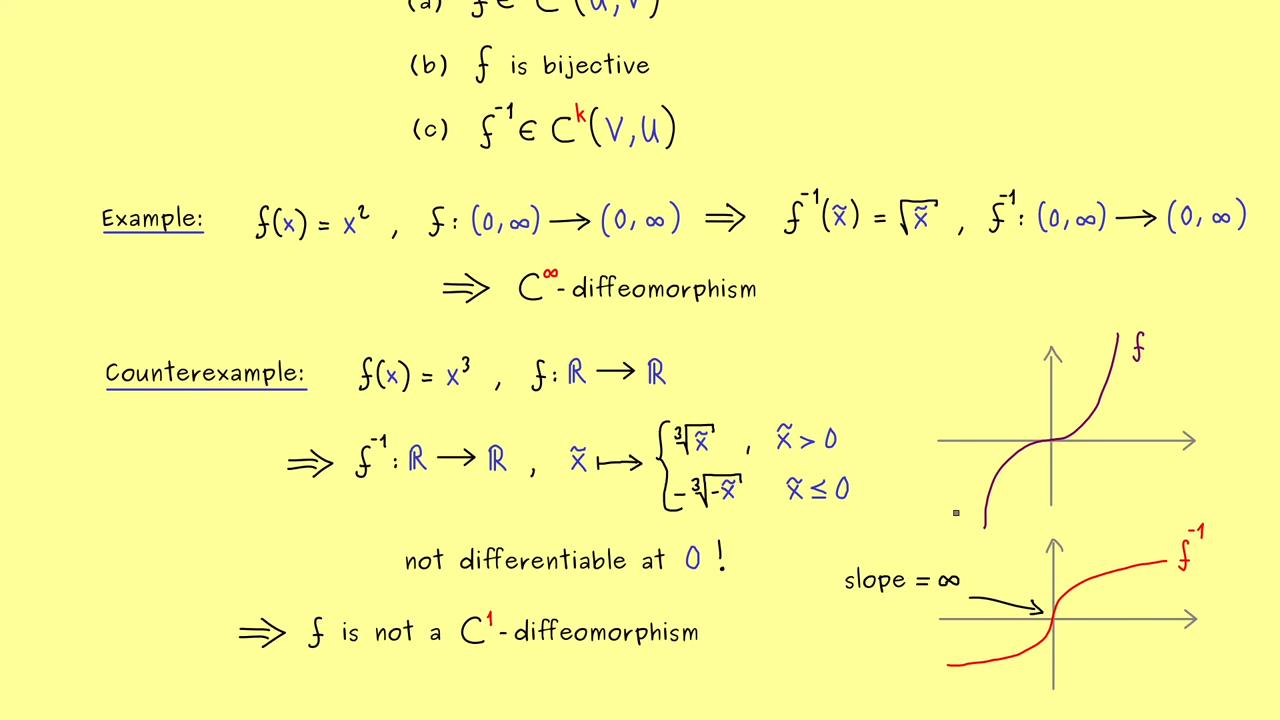 (a) f ∈ C (U,V)
(b) f is bijective
(c) f⁻¹ ∈ Cᵏ(V,U)
Example: f(x) = x² , f: (0,∞) → (0,∞) ⇒ f⁻¹(x̃) = √x̃ , f⁻¹: (0,∞) → (0,∞)
⇒ C^∞-diffeomorphism
Counterexample: f(x) = x³ , f: ℝ → ℝ
f
⇒ f⁻¹: ℝ → ℝ , x̃ ↦ { ∛x̃ , x̃ > 0
-∛-x̃ x̃ ≤ 0
not differentiable at 0 !
f⁻¹
slope = ∞
⇒ f is not a C¹-diffeomorphism